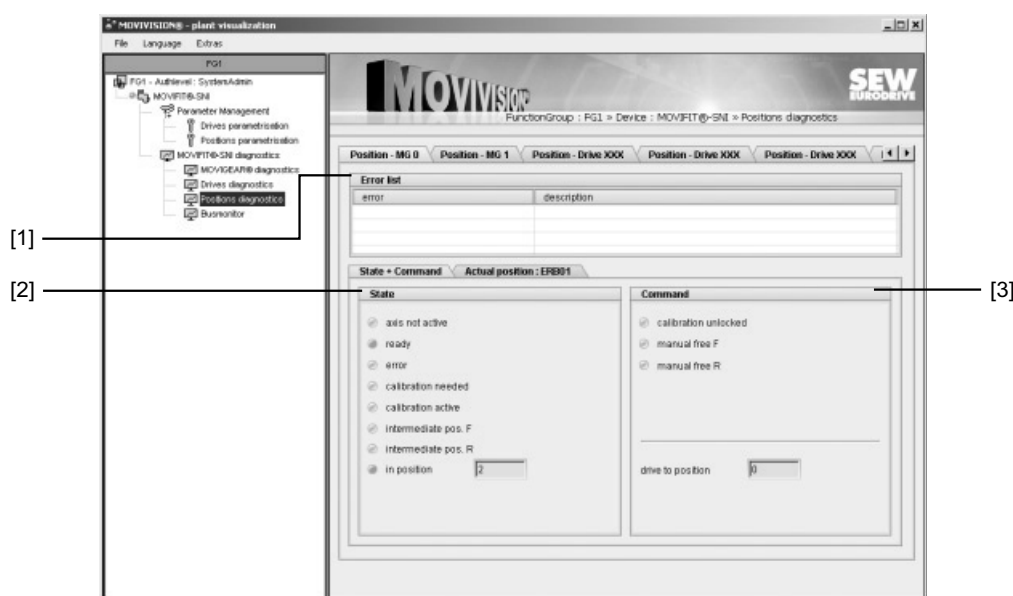 MOVIVISION® - plant visualization
File Language Extras
FG1
FG1 - Authlevel : SystemAdmin
MOVIFIT®-SNI
Parameter Management
Drives parametrisation
Positions parametrisation
MOVIFIT®-SNI diagnostics
MOVIGEAR® diagnostics
Drives diagnostics
Positions diagnostics
Busmonitor
MOVIVISION
SEW
EURODRIVE
FunctionGroup : FG1 » Device : MOVIFIT®-SNI » Positions diagnostics
Position - MG 0 Position - MG 1 Position - Drive XXX Position - Drive XXX Position - Drive XXX
[1]
Error list
error description
State + Command Actual position : ERB01
[2]
State
axis not active
ready
error
calibration needed
calibration active
intermediate pos. F
intermediate pos. R
in position 2
[3]
Command
calibration unlocked
manual free F
manual free R
drive to position 0